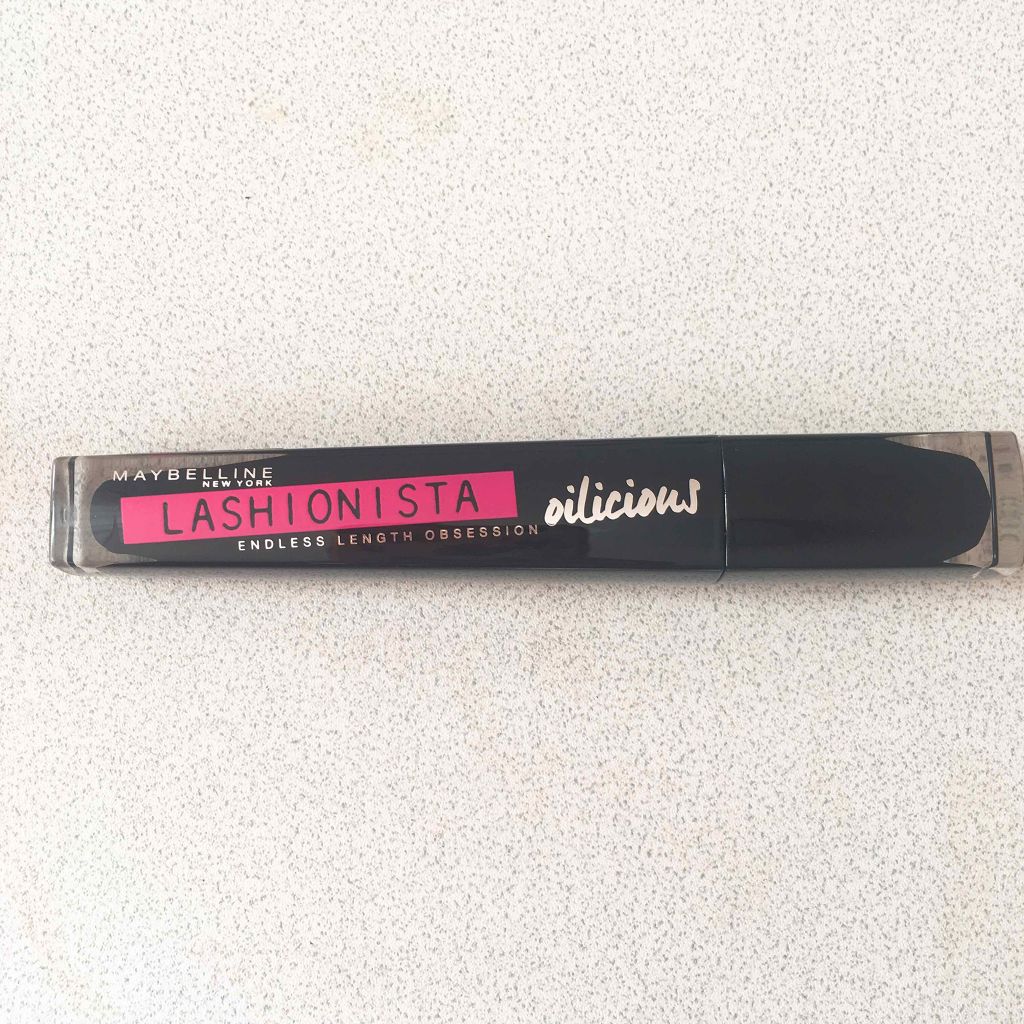 MAYBELLINE
NEW YORK
LASHIONISTA
oilicious
ENDLESS LENGTH OBSESSION